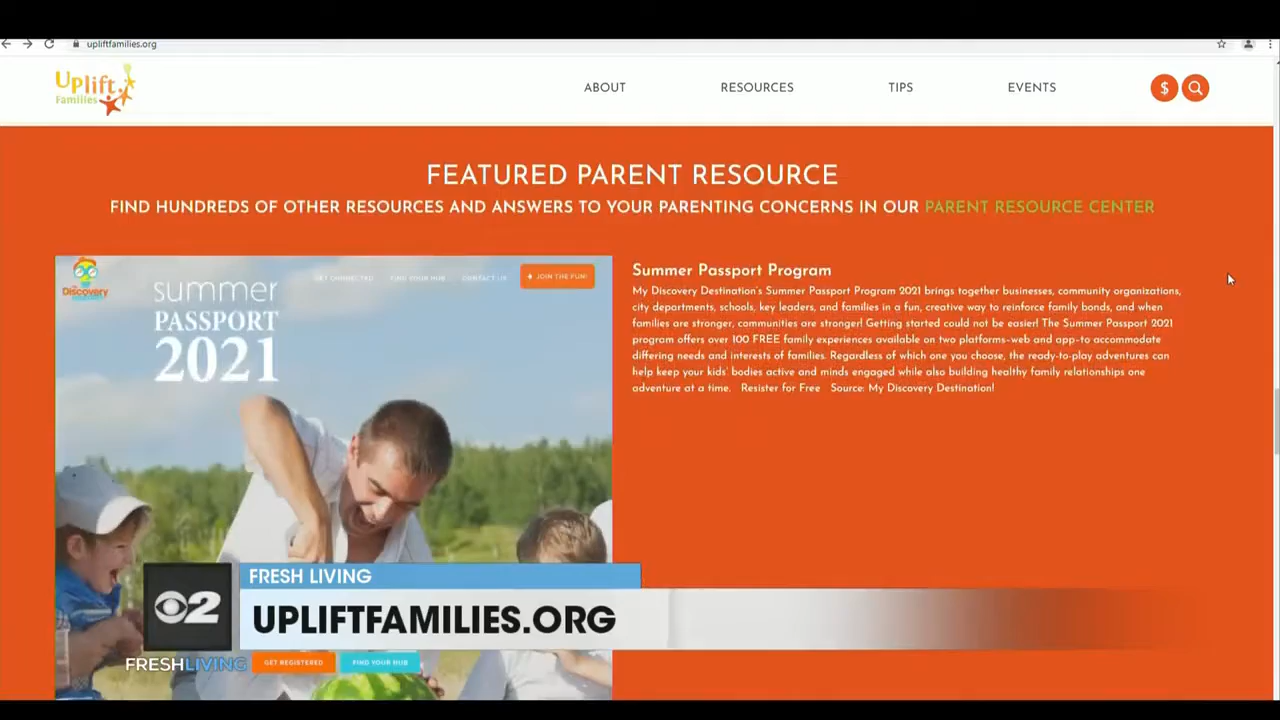 upliftfamilies.org
Uplift
Families
ABOUT
RESOURCES
TIPS
EVENTS
$
FEATURED PARENT RESOURCE
FIND HUNDREDS OF OTHER RESOURCES AND ANSWERS TO YOUR PARENTING CONCERNS IN OUR PARENT RESOURCE CENTER
Discovery
GET CONNECTED
FIND YOUR HUB
CONTACT US
JOIN THE FUN!
summer
PASSPORT
2021
Summer Passport Program
My Discovery Destination's Summer Passport Program 2021 brings together businesses, community organizations,
city departments, schools, key leaders, and families in a fun, creative way to reinforce family bonds, and when
families are stronger, communities are stronger! Getting started could not be easier! The Summer Passport 2021
program offers over 100 FREE family experiences available on two platforms–web and app–to accommodate
differing needs and interests of families. Regardless of which one you choose, the ready-to-play adventures can
help keep your kids' bodies active and minds engaged while also building healthy family relationships one
adventure at a time. Resister for Free Source: My Discovery Destination!
FRESH LIVING
2
UPLIFTFAMILIES.ORG
FRESHLIVING
GET REGISTERED
FIND YOUR HUB